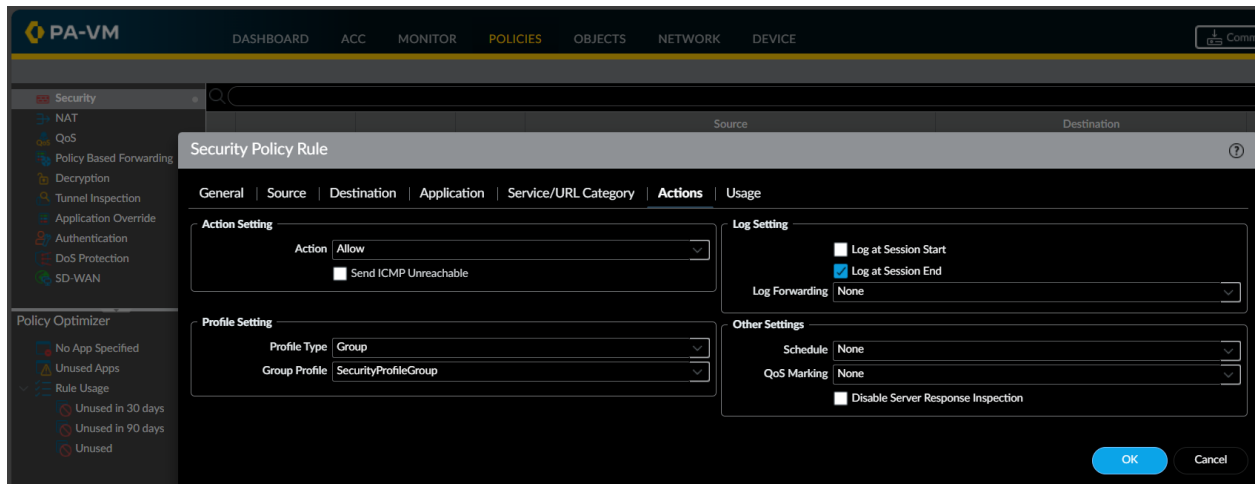 PA-VM
DASHBOARD ACC MONITOR POLICIES OBJECTS NETWORK DEVICE
Comm
Security
NAT
QoS
Policy Based Forwarding
Decryption
Tunnel Inspection
Application Override
Authentication
DoS Protection
SD-WAN
Policy Optimizer
No App Specified
Unused Apps
Rule Usage
Unused in 30 days
Unused in 90 days
Unused
Source Destination
Security Policy Rule
General | Source | Destination | Application | Service/URL Category | Actions | Usage
Action Setting
Action Allow
Send ICMP Unreachable
Profile Setting
Profile Type Group
Group Profile SecurityProfileGroup
Log Setting
Log at Session Start
Log at Session End
Log Forwarding None
Other Settings
Schedule None
QoS Marking None
Disable Server Response Inspection
OK Cancel